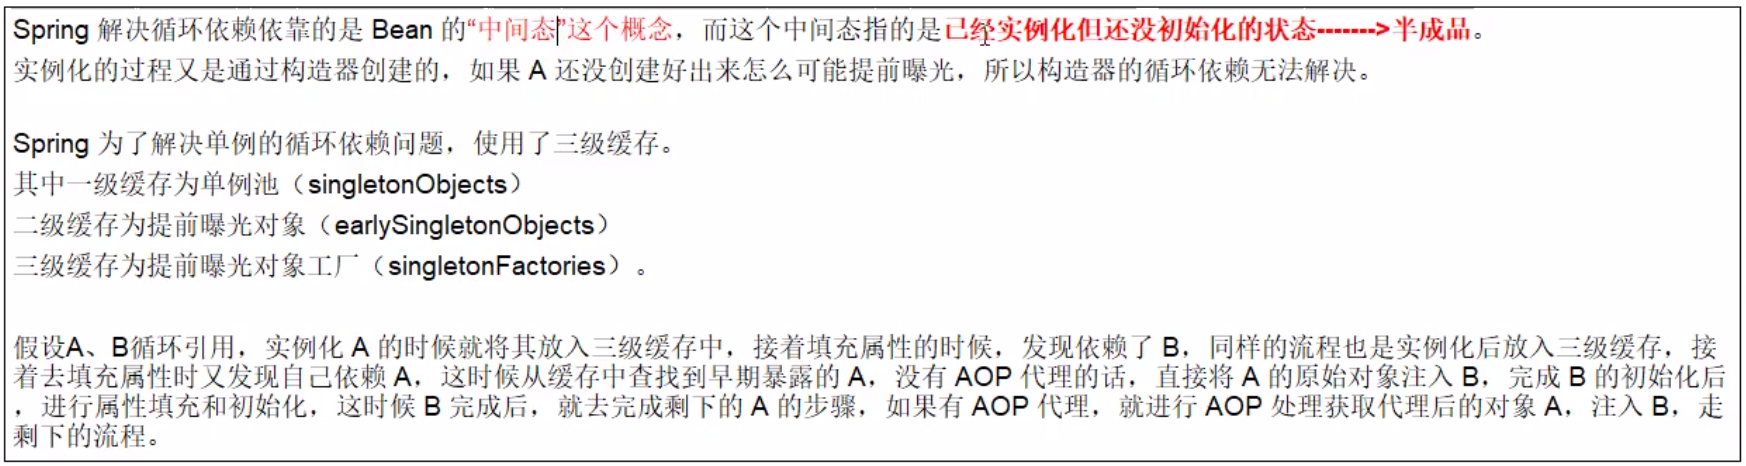 Spring 解决循环依赖依靠的是 Bean 的“中间态”这个概念，而这个中间态指的是已经实例化但还没初始化的状态------->半成品。
实例化的过程又是通过构造器创建的，如果 A 还没创建好出来怎么可能提前曝光，所以构造器的循环依赖无法解决。
Spring 为了解决单例的循环依赖问题，使用了三级缓存。
其中一级缓存为单例池（singletonObjects）
二级缓存为提前曝光对象（earlySingletonObjects）
三级缓存为提前曝光对象工厂（singletonFactories）。
假设A、B循环引用，实例化 A 的时候就将其放入三级缓存中，接着填充属性的时候，发现依赖了 B，同样的流程也是实例化后放入三级缓存，接
着去填充属性时又发现自己依赖 A，这时候从缓存中查找到早期暴露的 A，没有 AOP 代理的话，直接将 A 的原始对象注入 B，完成 B 的初始化后
，进行属性填充和初始化，这时候 B 完成后，就去完成剩下的 A 的步骤，如果有 AOP 代理，就进行 AOP 处理获取代理后的对象 A，注入 B，走
剩下的流程。